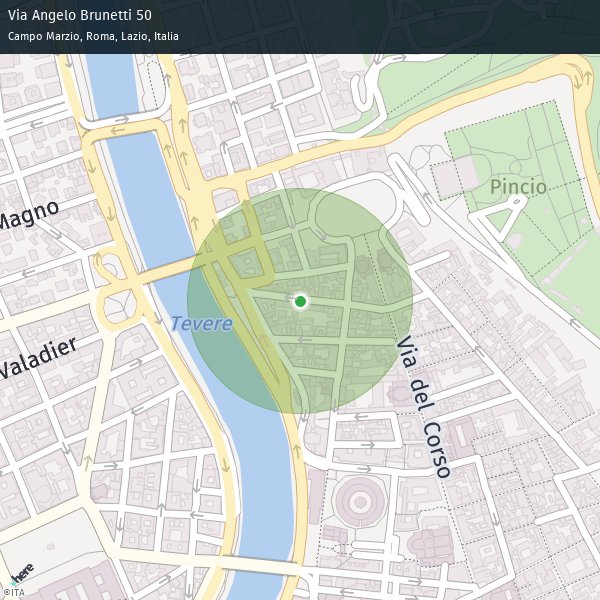 Via Angelo Brunetti 50
Campo Marzio, Roma, Lazio, Italia
Pincio
Magno
Tevere
Valadier
Via del Corso
here
©ITA